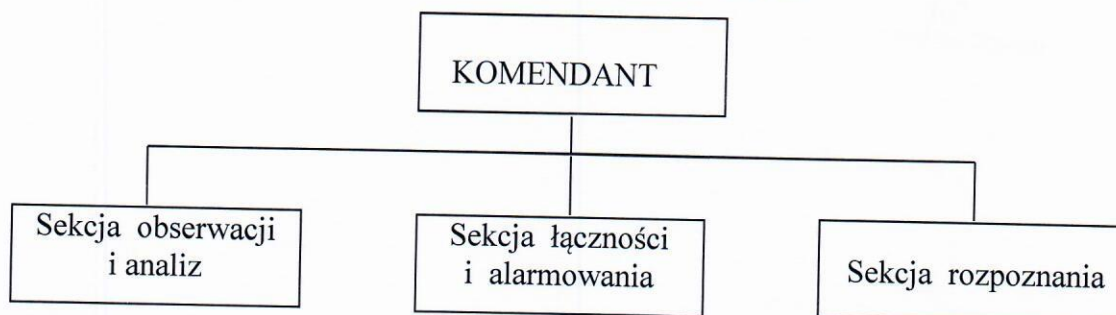 KOMENDANT
Sekcja obserwacji
i analiz
Sekcja łączności
i alarmowania
Sekcja rozpoznania